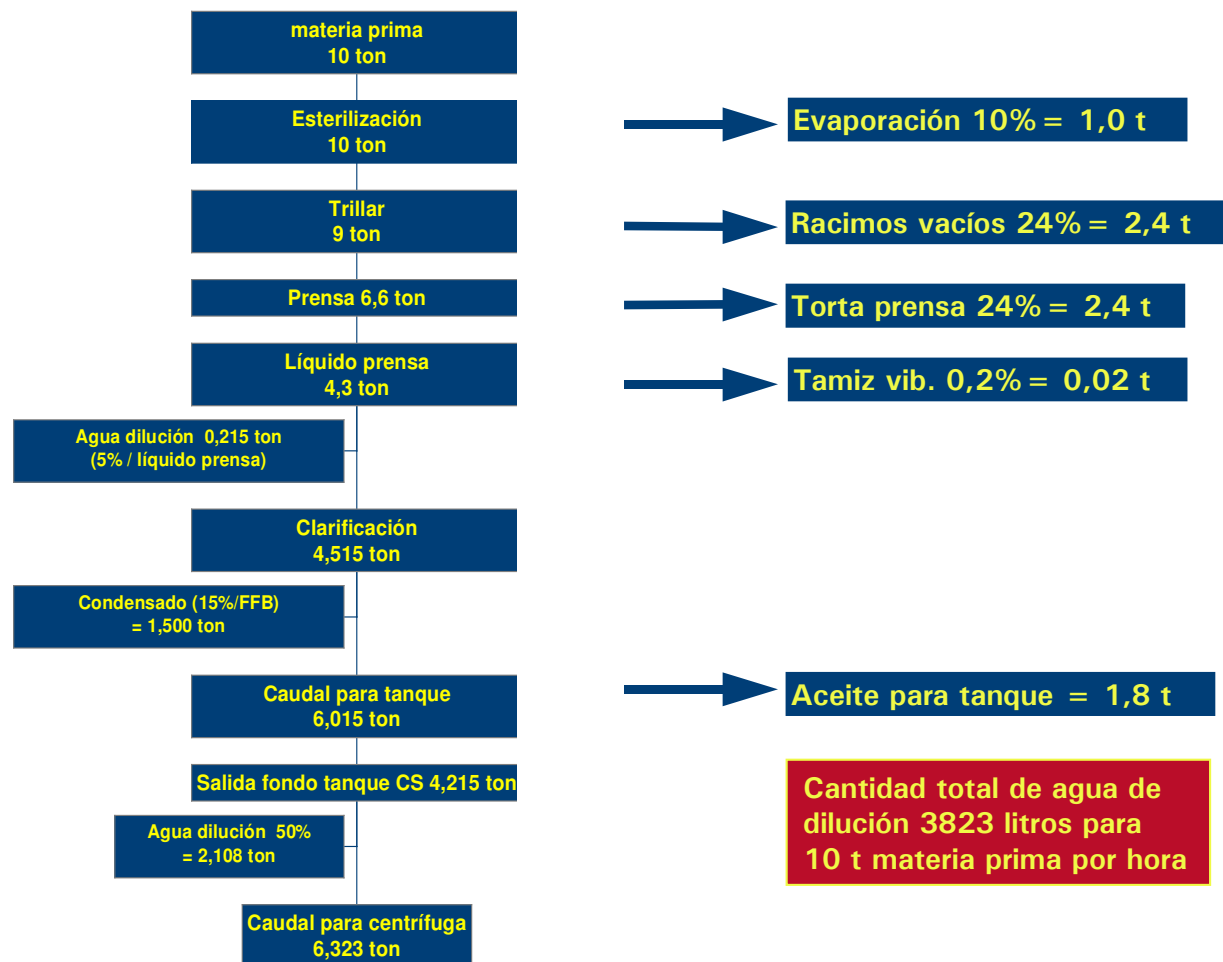 materia prima
10 ton
Esterilización
10 ton
Evaporación 10% = 1,0 t
Trillar
9 ton
Racimos vacíos 24% = 2,4 t
Prensa 6,6 ton
Torta prensa 24% = 2,4 t
Líquido prensa
4,3 ton
Tamiz vib. 0,2% = 0,02 t
Agua dilución 0,215 ton
(5% / líquido prensa)
Clarificación
4,515 ton
Condensado (15%/FFB)
= 1,500 ton
Caudal para tanque
6,015 ton
Aceite para tanque = 1,8 t
Salida fondo tanque CS 4,215 ton
Agua dilución 50%
= 2,108 ton
Caudal para centrífuga
6,323 ton
Cantidad total de agua de
dilución 3823 litros para
10 t materia prima por hora